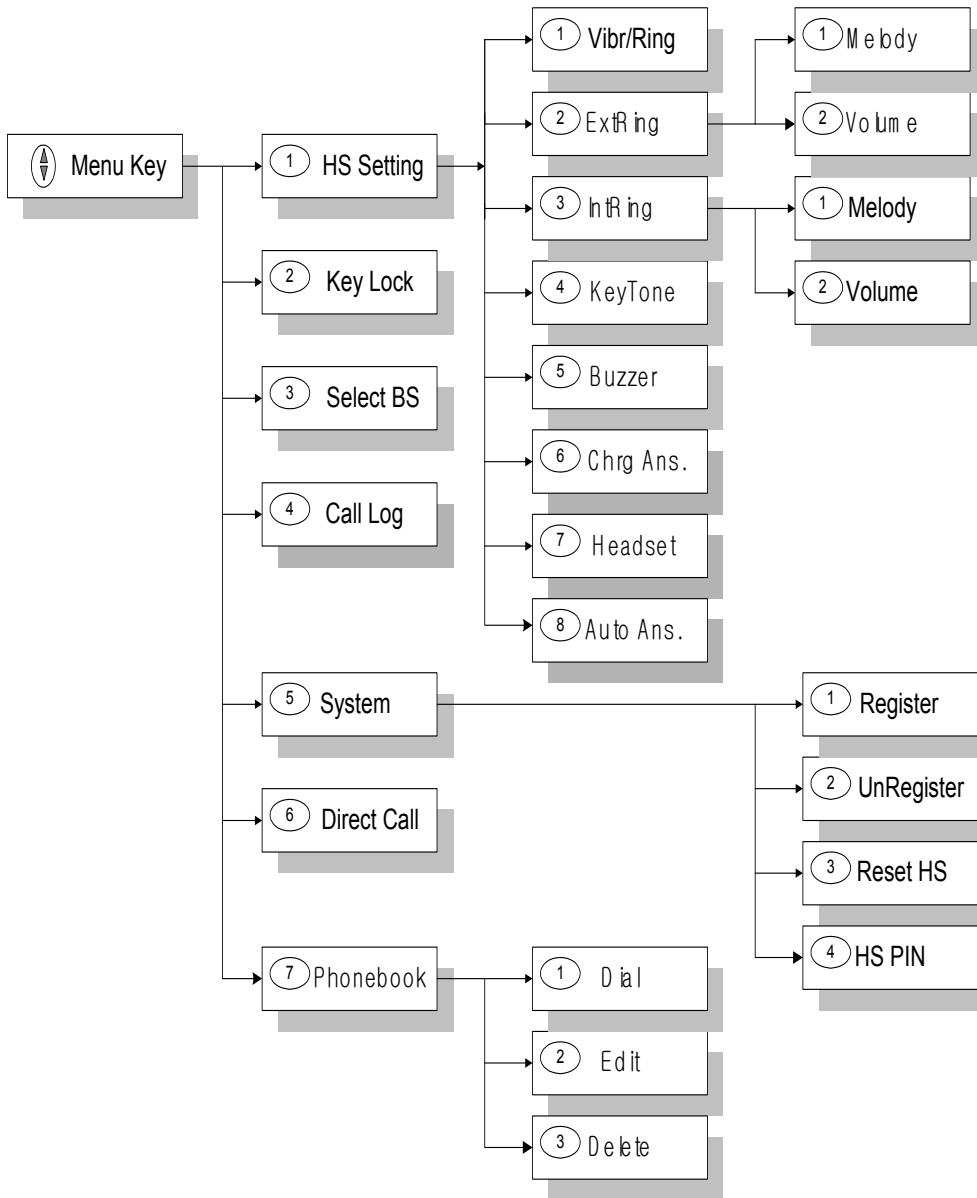 Menu Key
1 HS Setting
1 Vibr/Ring
2 ExtRing
1 Melody
2 Volume
3 IntRing
1 Melody
2 Volume
4 KeyTone
5 Buzzer
6 Chrg Ans.
7 Headset
8 Auto Ans.
2 Key Lock
3 Select BS
4 Call Log
5 System
1 Register
2 UnRegister
3 Reset HS
4 HS PIN
6 Direct Call
7 Phonebook
1 Dial
2 Edit
3 Delete